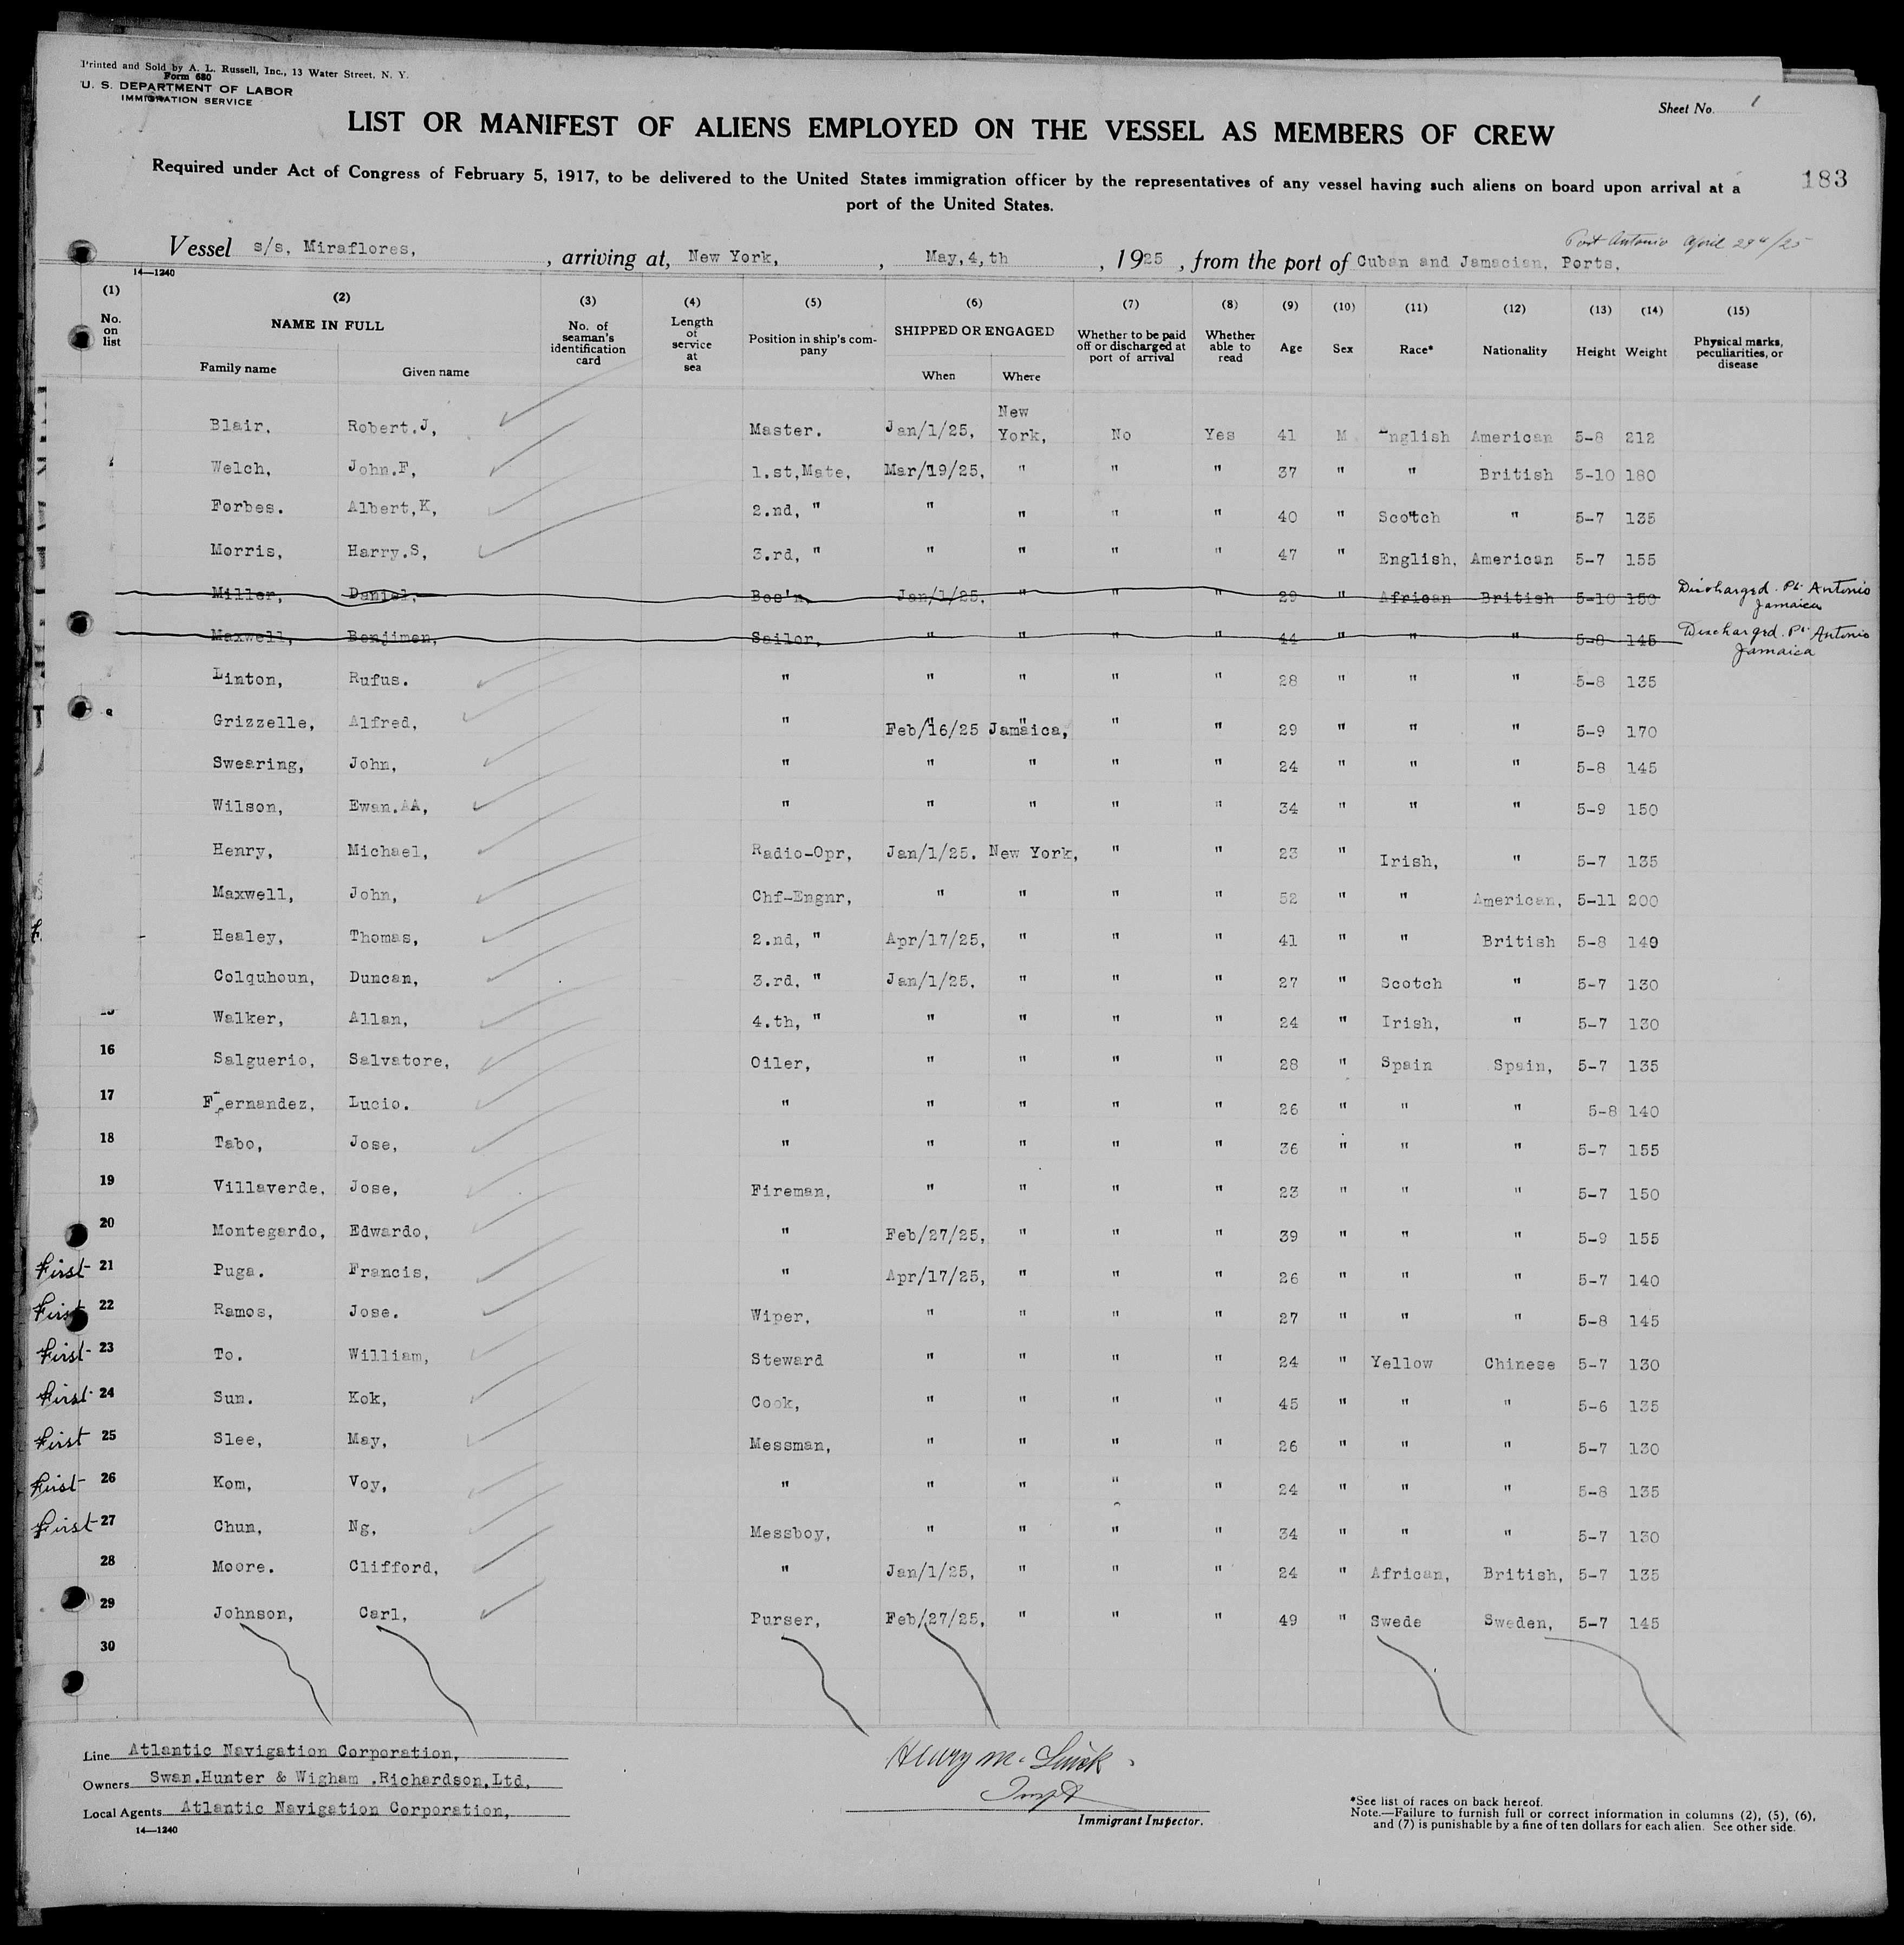 Printed and Sold by A. L. Russell, Inc., 13 Water Street, N. Y.
Form 680
U. S. DEPARTMENT OF LABOR
IMMIGRATION SERVICE
Sheet No. 1
LIST OR MANIFEST OF ALIENS EMPLOYED ON THE VESSEL AS MEMBERS OF CREW
Required under Act of Congress of February 5, 1917, to be delivered to the United States immigration officer by the representatives of any vessel having such aliens on board upon arrival at a
port of the United States.
183
Port Antonio April 29th/25
Vessel s/s, Miraflores, , arriving at, New York, , May,4,th , 1925 , from the port of Cuban and Jamacian, Ports,
14—1240
(1) (2) (3) (4) (5) (6) (7) (8) (9) (10) (11) (12) (13) (14) (15)
No. on list NAME IN FULL No. of seaman's identification card Length of service at sea Position in ship's company SHIPPED OR ENGAGED Whether to be paid off or discharged at port of arrival Whether able to read Age Sex Race* Nationality Height Weight Physical marks, peculiarities, or disease
Family name Given name When Where
Blair, Robert.J, Master. Jan/1/25, New York, No Yes 41 M English American 5-8 212
Welch, John.F, 1.st,Mate, Mar/19/25, " " " 37 " " British 5-10 180
Forbes. Albert,K, 2.nd, " " " " " 40 " Scotch " 5-7 135
Morris, Harry.S, 3.rd, " " " " " 47 " English, American 5-7 155
Miller, Daniel, Bos'n, Jan/1/25, " " " 29 " African British 5-10 150 Discharged. Pt. Antonio Jamaica
Maxwell, Benjimen, Sailor, " " " " 44 " " " 5-8 145 Discharged. Pt. Antonio Jamaica
Linton, Rufus. " " " " " 28 " " " 5-8 135
Grizzelle, Alfred, " Feb/16/25 Jamaica, " " 29 " " " 5-9 170
Swearing, John, " " " " " 24 " " " 5-8 145
Wilson, Ewan.AA, " " " " " 34 " " " 5-9 150
Henry, Michael, Radio-Opr, Jan/1/25. New York, " " 23 " Irish, " 5-7 135
Maxwell, John, Chf-Engnr, " " " " 52 " " American, 5-11 200
Healey, Thomas, 2.nd, " Apr/17/25, " " " 41 " " British 5-8 140
Colquhoun, Duncan, 3.rd, " Jan/1/25, " " " 27 " Scotch " 5-7 130
Walker, Allan, 4.th, " " " " " 24 " Irish, " 5-7 130
16 Salguerio, Salvatore, Oiler, " " " " 28 " Spain Spain, 5-7 135
17 Fernandez, Lucio. " " " " " 26 " " " 5-8 140
18 Tabo, Jose, " " " " " 36 " " " 5-7 155
19 Villaverde, Jose, Fireman, " " " " 23 " " " 5-7 150
20 Montegardo, Edwardo, " Feb/27/25, " " " 39 " " " 5-9 155
First 21 Puga. Francis, " Apr/17/25, " " " 26 " " " 5-7 140
First 22 Ramos, Jose. Wiper, " " " " 27 " " " 5-8 145
First 23 To. William, Steward " " " " 24 " Yellow Chinese 5-7 130
First 24 Sun. Kok, Cook, " " " " 45 " " " 5-6 135
First 25 Slee, May, Messman, " " " " 26 " " " 5-7 130
First 26 Kom, Voy, " " " " " 24 " " " 5-8 135
First 27 Chun, Ng, Messboy, " " " " 34 " " " 5-7 130
28 Moore. Clifford, " Jan/1/25, " " " 24 " African, British, 5-7 135
29 Johnson, Carl, Purser, Feb/27/25, " " " 49 " Swede Sweden, 5-7 145
30
Line Atlantic Navigation Corporation,
Owners Swan.Hunter & Wigham .Richardson,Ltd,
Local Agents Atlantic Navigation Corporation,
14—1240
Henry Mc
Immigrant Inspector.
*See list of races on back hereof.
Note.—Failure to furnish full or correct information in columns (2), (5), (6),
and (7) is punishable by a fine of ten dollars for each alien. See other side.